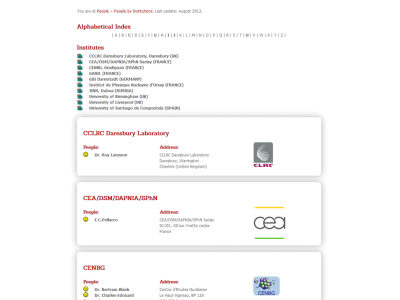 You are at People > People by Institutions. Last update: August 2012.
Alphabetical Index
| A | B | C | D | E | F | G | H | I | J | K | L | M | N | O | P | Q | R | S | T | U | V | W | X | Y | Z |
Institutes
CCLRC Daresbury Laboratory, Daresbury (UK)
CEA/DSM/DAPNIA/SPhN Saclay (FRANCE)
CENBG, Gradignan (FRANCE)
GANIL (FRANCE)
GSI Darmstadt (GERMANY)
Institut de Physique Nucleaire d'Orsay (FRANCE)
JINR, Dubna (RUSSIA)
University of Birmingham (UK)
University of Liverpool (UK)
University of Santiago de Compostela (SPAIN)
CCLRC Daresbury Laboratory
People: Address:
Dr. Roy Lemmon CCLRC Daresbury Laboratory
Daresbury, Warrington
Cheshire (United Kingdom)
CLRC
CEA/DSM/DAPNIA/SPhN
People: Address:
E.C.Pollacco CEA/DSM/DAPNIA/SPhN Saclay
91191, Gif sur Yvette cedex
France
cea
CENBG
People: Address:
Dr. Bertram Blank Centre d'Etudes Nucléaires
Dr. Charles-Edouard Le Haut-Vigneau, BP 120
CENBG